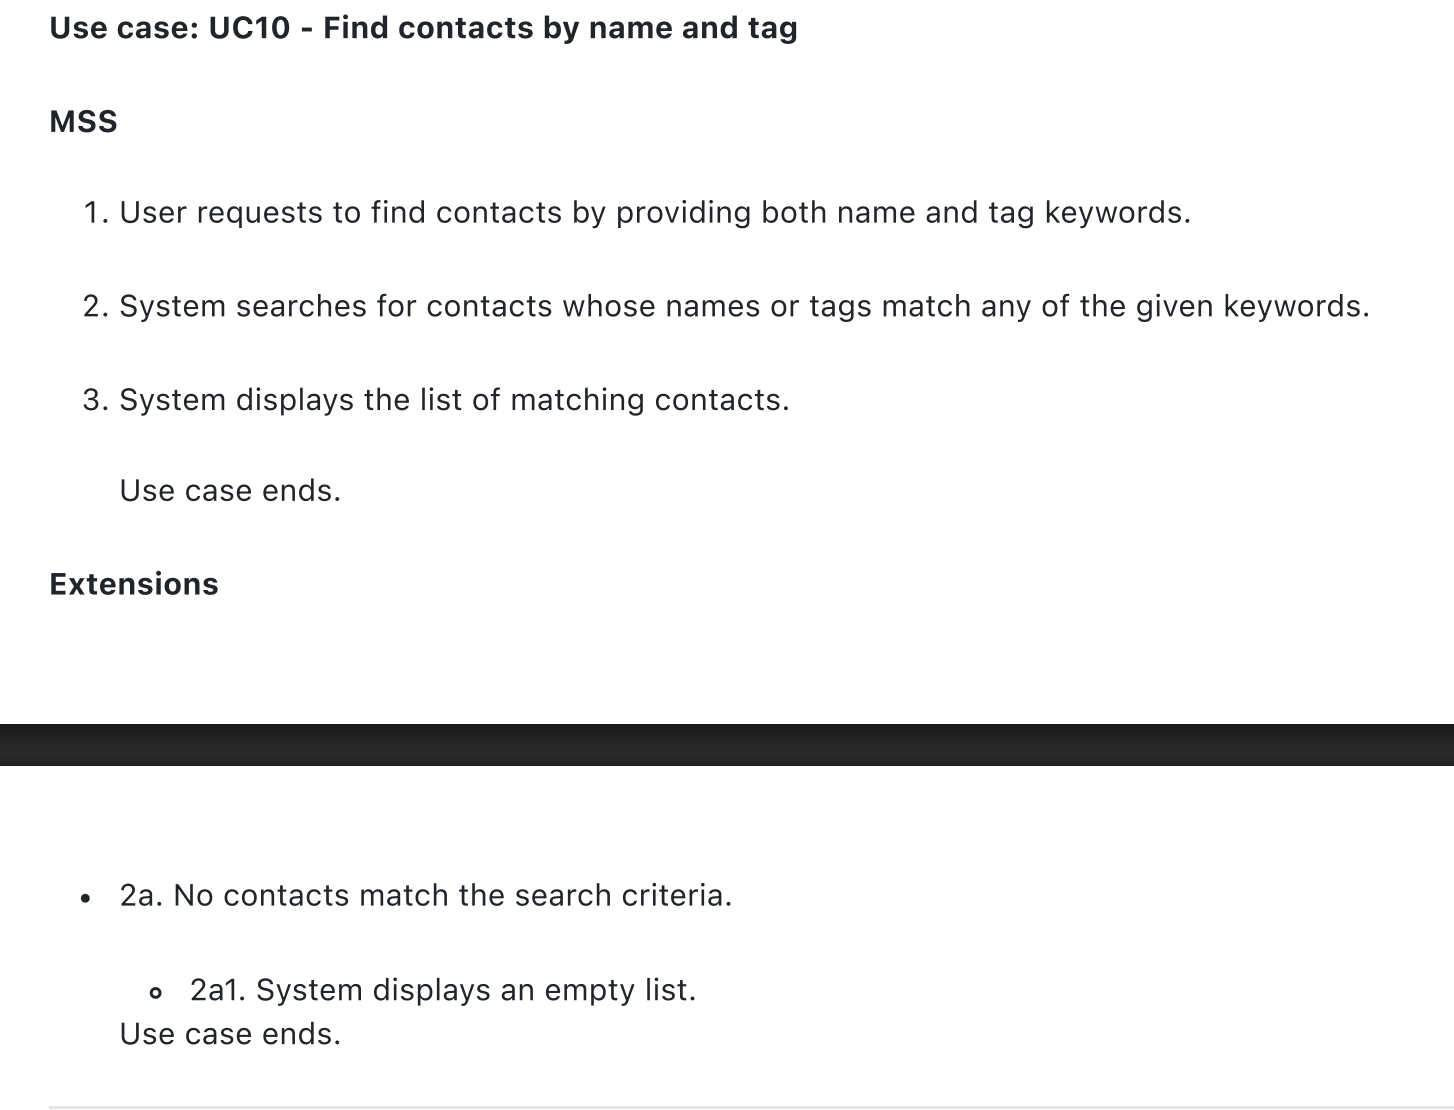 Use case: UC10 - Find contacts by name and tag
MSS
1. User requests to find contacts by providing both name and tag keywords.
2. System searches for contacts whose names or tags match any of the given keywords.
3. System displays the list of matching contacts.
Use case ends.
Extensions
• 2a. No contacts match the search criteria.
◦ 2a1. System displays an empty list.
Use case ends.